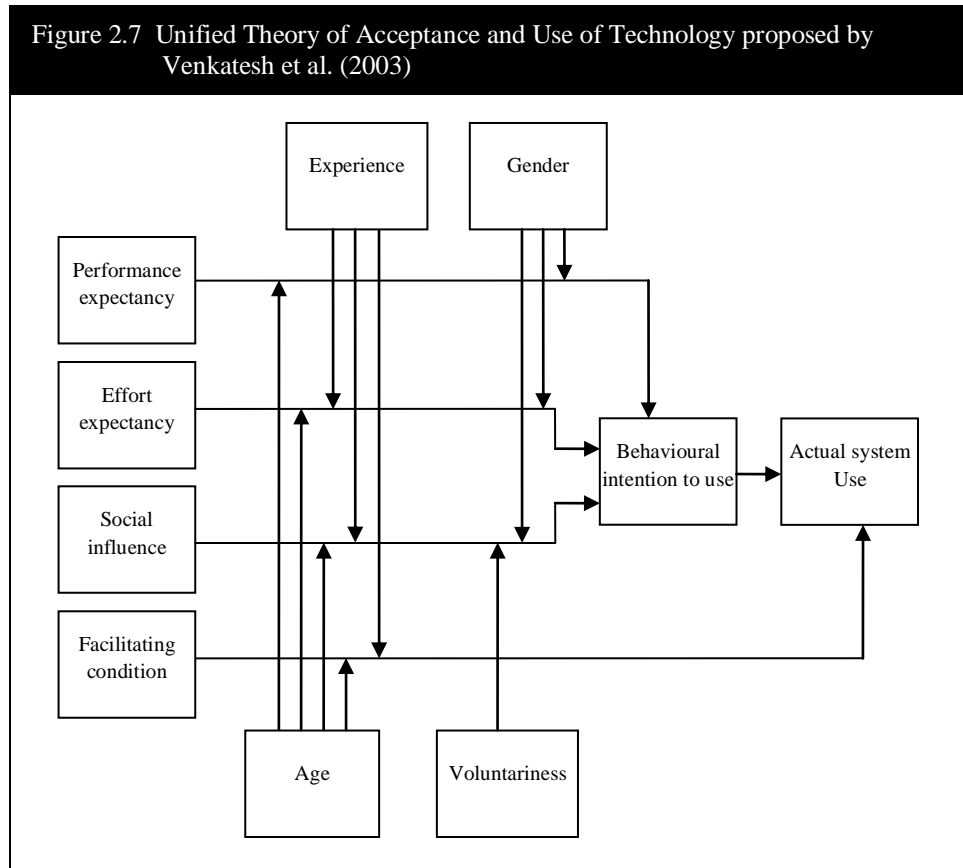 Figure 2.7 Unified Theory of Acceptance and Use of Technology proposed by
Venkatesh et al. (2003)
Experience
Gender
Performance
expectancy
Effort
expectancy
Social
influence
Facilitating
condition
Behavioural
intention to use
Actual system
Use
Age
Voluntariness